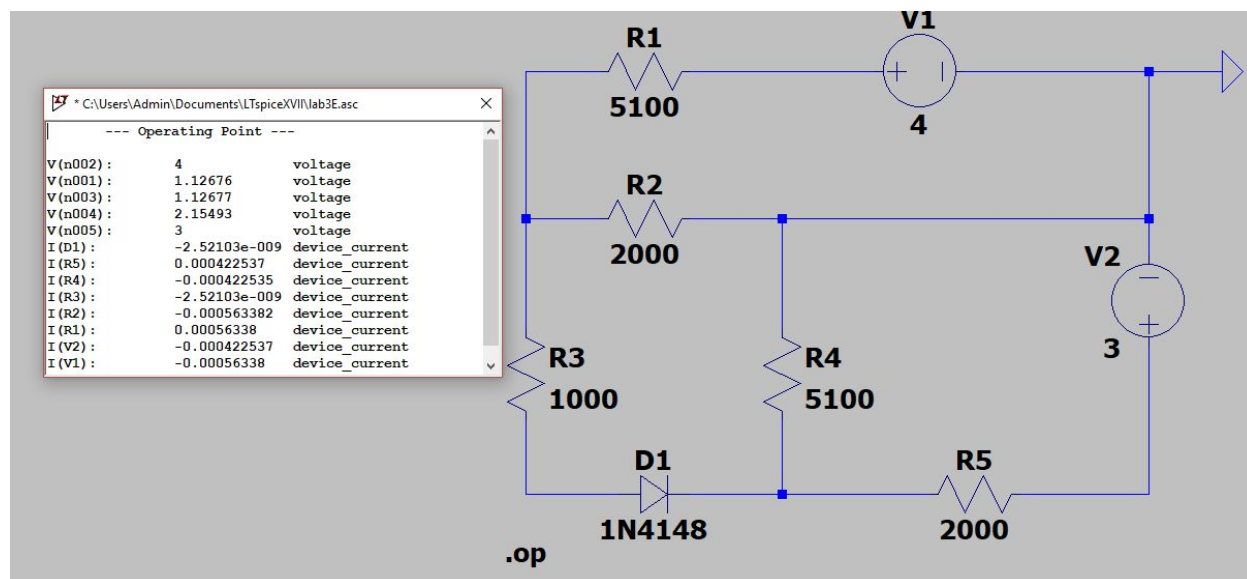 * C:\Users\Admin\Documents\LTspiceXVII\lab3E.asc
--- Operating Point ---
V(n002): 4 voltage
V(n001): 1.12676 voltage
V(n003): 1.12677 voltage
V(n004): 2.15493 voltage
V(n005): 3 voltage
I(D1): -2.52103e-009 device_current
I(R5): 0.000422537 device_current
I(R4): -0.000422535 device_current
I(R3): -2.52103e-009 device_current
I(R2): -0.000563382 device_current
I(R1): 0.00056338 device_current
I(V2): -0.000422537 device_current
I(V1): -0.00056338 device_current
R1
5100
V1
4
R2
2000
V2
3
R3
1000
R4
5100
D1
1N4148
R5
2000
.op